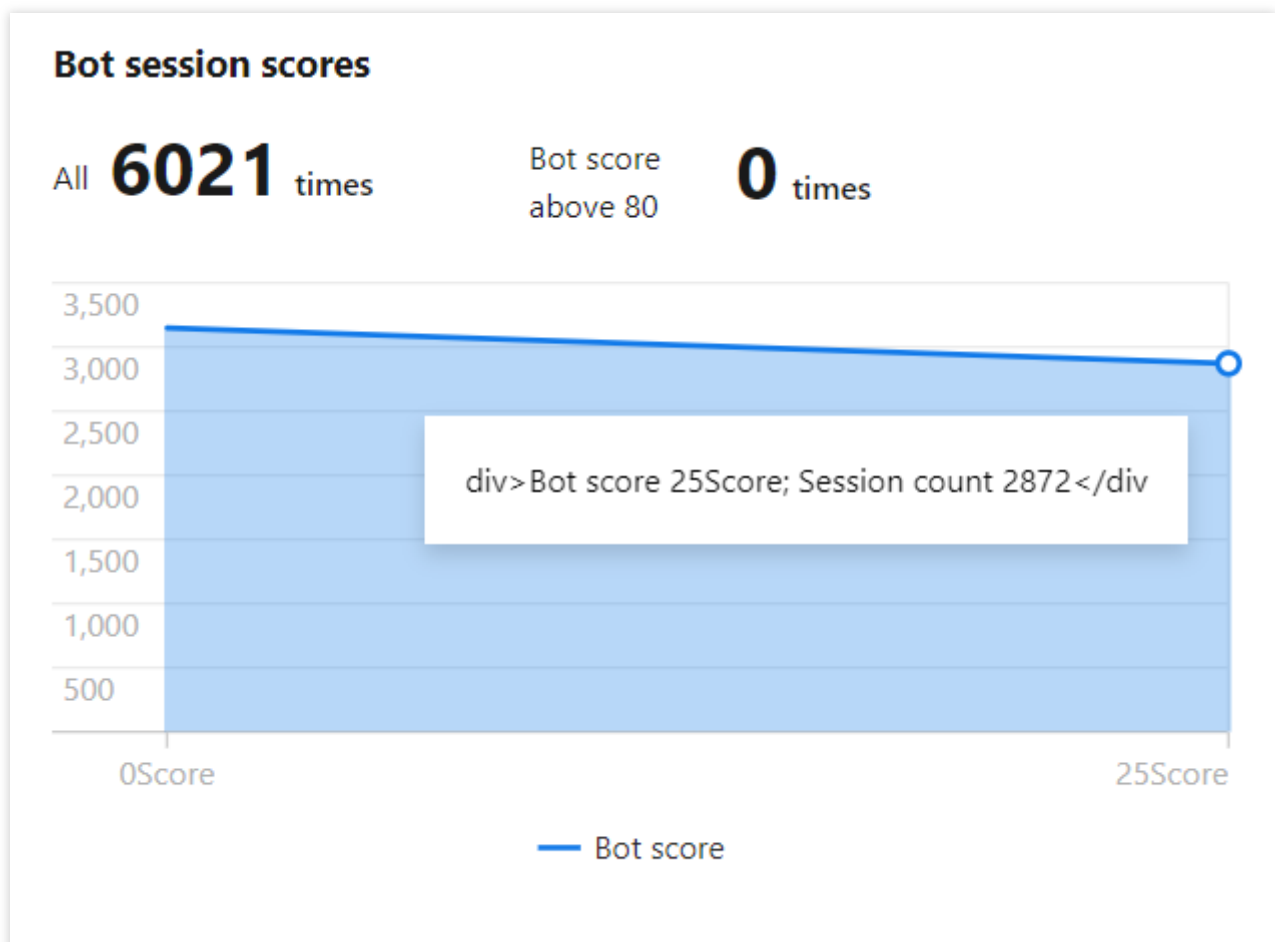 Bot session scores
All 6021 times
Bot score
above 80
0 times
3,500
3,000
2,500
2,000
1,500
1,000
500
div>Bot score 25Score; Session count 2872</div
0Score
25Score
Bot score